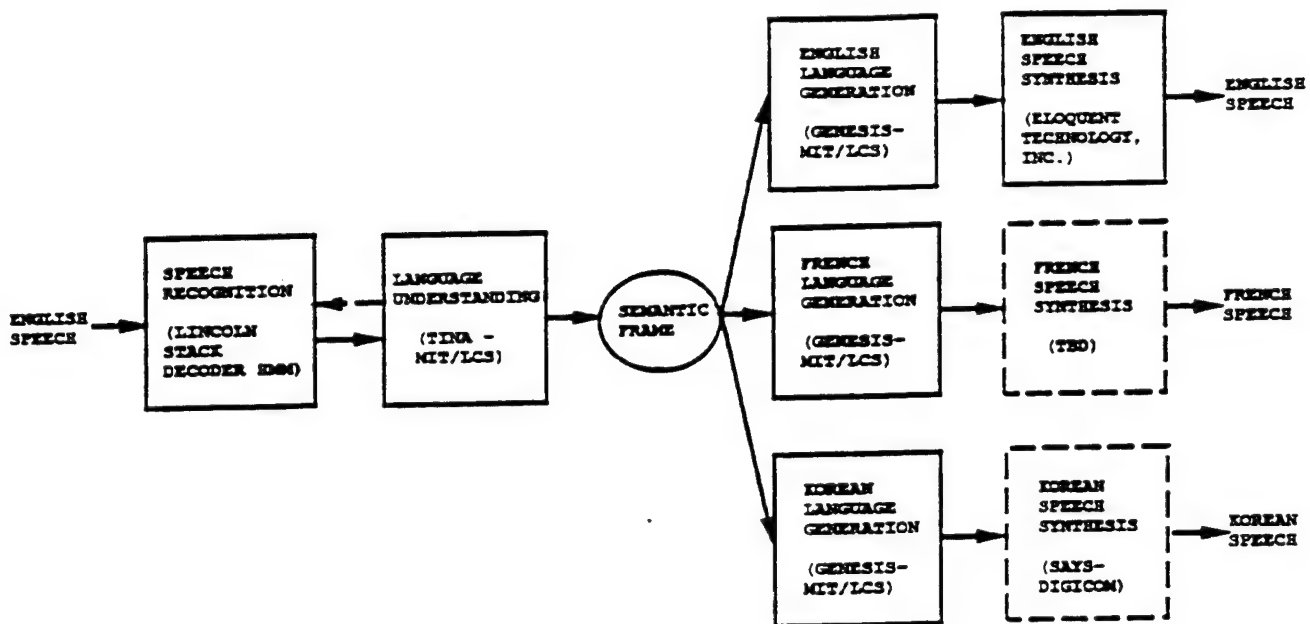 ENGLISH
SPEECH
SPEECH
RECOGNITION
(LINCOLN
STACK
DECODER HMM)
LANGUAGE
UNDERSTANDING
(TINA -
MIT/LCS)
SEMANTIC
FRAME
ENGLISH
LANGUAGE
GENERATION
(GENESIS-
MIT/LCS)
ENGLISH
SPEECH
SYNTHESIS
(ELOQUENT
TECHNOLOGY,
INC.)
ENGLISH
SPEECH
FRENCH
LANGUAGE
GENERATION
(GENESIS-
MIT/LCS)
FRENCH
SPEECH
SYNTHESIS
(TBD)
FRENCH
SPEECH
KOREAN
LANGUAGE
GENERATION
(GENESIS-
MIT/LCS)
KOREAN
SPEECH
SYNTHESIS
(SAYS-
DIGICOM)
KOREAN
SPEECH